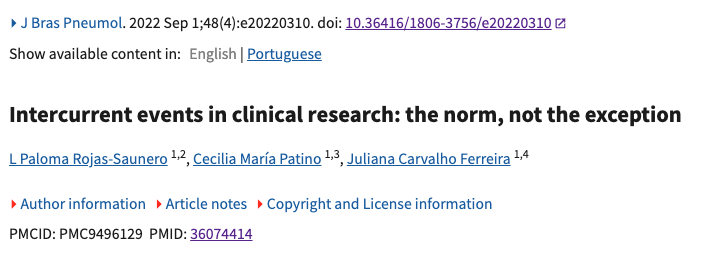 J Bras Pneumol. 2022 Sep 1;48(4):e20220310. doi: 10.36416/1806-3756/e20220310
Show available content in: English | Portuguese
Intercurrent events in clinical research: the norm, not the exception
L Paloma Rojas-Saunero 1,2, Cecilia María Patino 1,3, Juliana Carvalho Ferreira 1,4
Author information Article notes Copyright and License information
PMCID: PMC9496129 PMID: 36074414